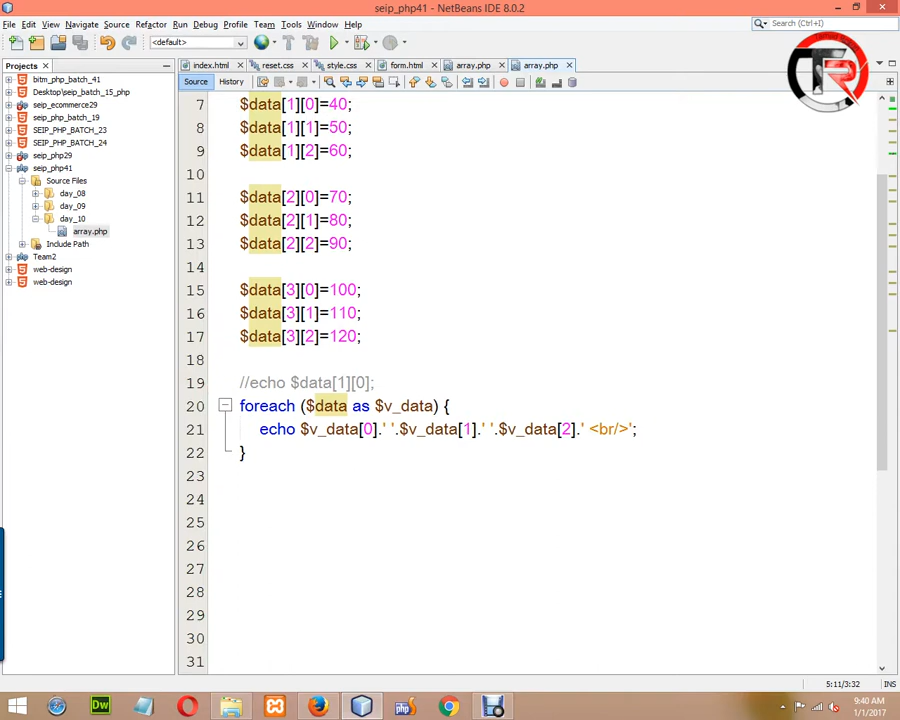 seip_php41 - NetBeans IDE 8.0.2
File Edit View Navigate Source Refactor Run Debug Profile Team Tools Window Help
Search (Ctrl+I)
<default>
Projects
index.html reset.css style.css form.html array.php array.php
Source History
bitm_php_batch_41
Desktop\seip_batch_15_php
seip_ecommerce29
seip_php_batch_19
SEIP_PHP_BATCH_23
SEIP_PHP_BATCH_24
seip_php29
seip_php41
Source Files
day_08
day_09
day_10
array.php
Include Path
Team2
web-design
web-design
7 $data[1][0]=40;
8 $data[1][1]=50;
9 $data[1][2]=60;
10
11 $data[2][0]=70;
12 $data[2][1]=80;
13 $data[2][2]=90;
14
15 $data[3][0]=100;
16 $data[3][1]=110;
17 $data[3][2]=120;
18
19 //echo $data[1][0];
20 foreach ($data as $v_data) {
21 echo $v_data[0].' '.$v_data[1].' '.$v_data[2].' <br/>';
22 }
23
24
25
26
27
28
29
30
31
5:11/3:32 INS
Dw
php
9:40 AM
1/1/2017